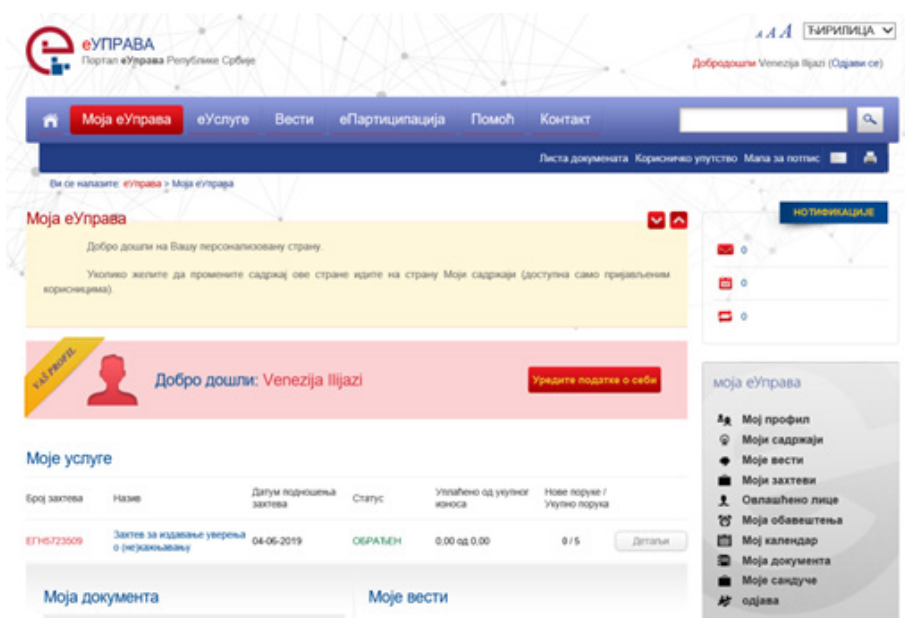 еУПРАВА
Портал еУправа Републике Србије
A A A
ЋИРИЛИЦА
Добродошли Venezija Ilijazi (Одјави се)
Моја еУправа еУслуге Вести еПартиципација Помоћ Контакт
Листа докумената Корисничко упутство Мапа за потпис
Ви се налазите: еУправа > Моја еУправа
Моја еУправа
Добро дошли на Вашу персонализовану страну.
Уколико желите да промените садржај ове стране идите на страну Моји садржаји (доступна само пријављеним
корисницима).
НОТИФИКАЦИЈЕ
0
0
0
VAŠ PROFIL
Добро дошли: Venezija Ilijazi
Уредите податке о себи
моја еУправа
Мој профил
Моји садржаји
Моје вести
Моји захтеви
Овлашћено лице
Моја обавештења
Мој календар
Моја документа
Моје сандуче
одјава
Моје услуге
Број захтева Назив Датум подношења захтева Статус Уплаћено од укупног износа Нове поруке / Укупно порука
ЕГН5723509 Захтев за издавање уверења о (не)кажњавању 04-06-2019 ОБРАЂЕН 0,00 од 0,00 0 / 5 Детаљи
Моја документа
Моје вести